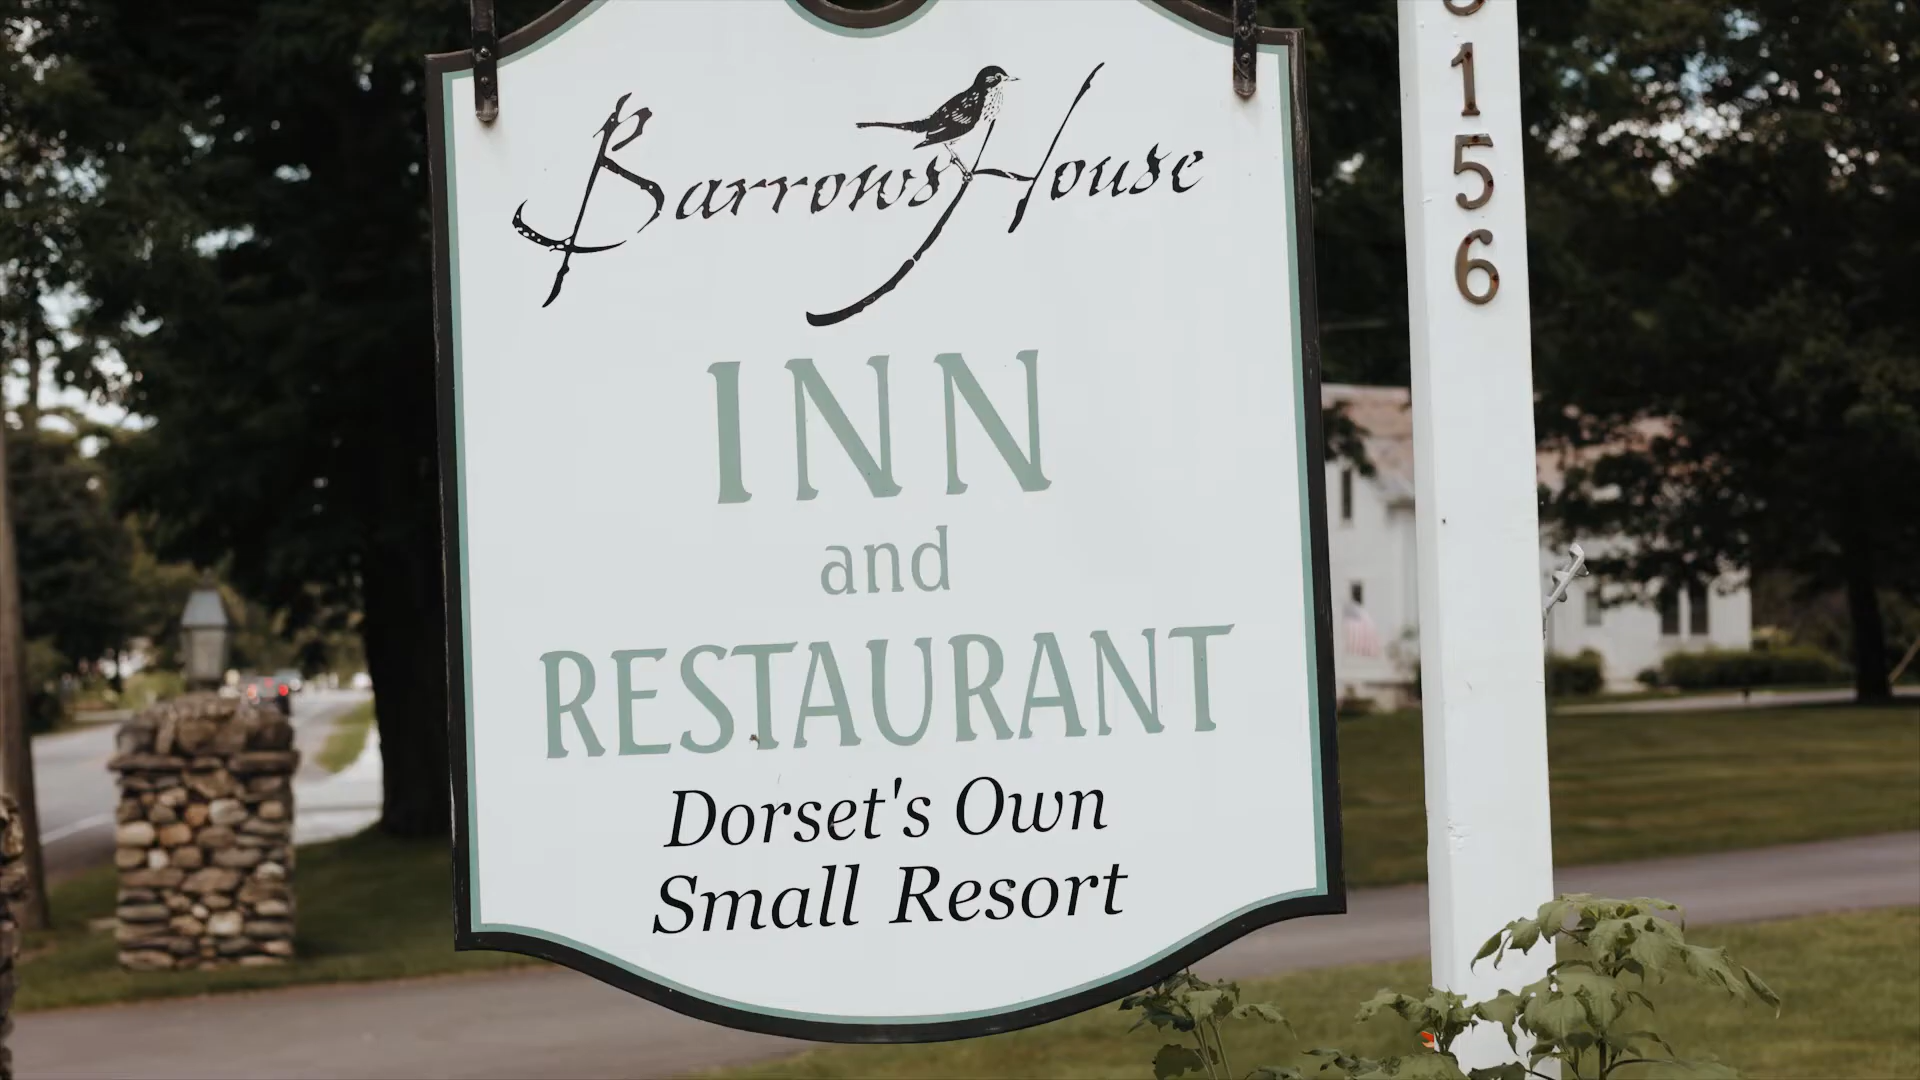 Barrows House
INN
and
RESTAURANT
Dorset's Own
Small Resort
156